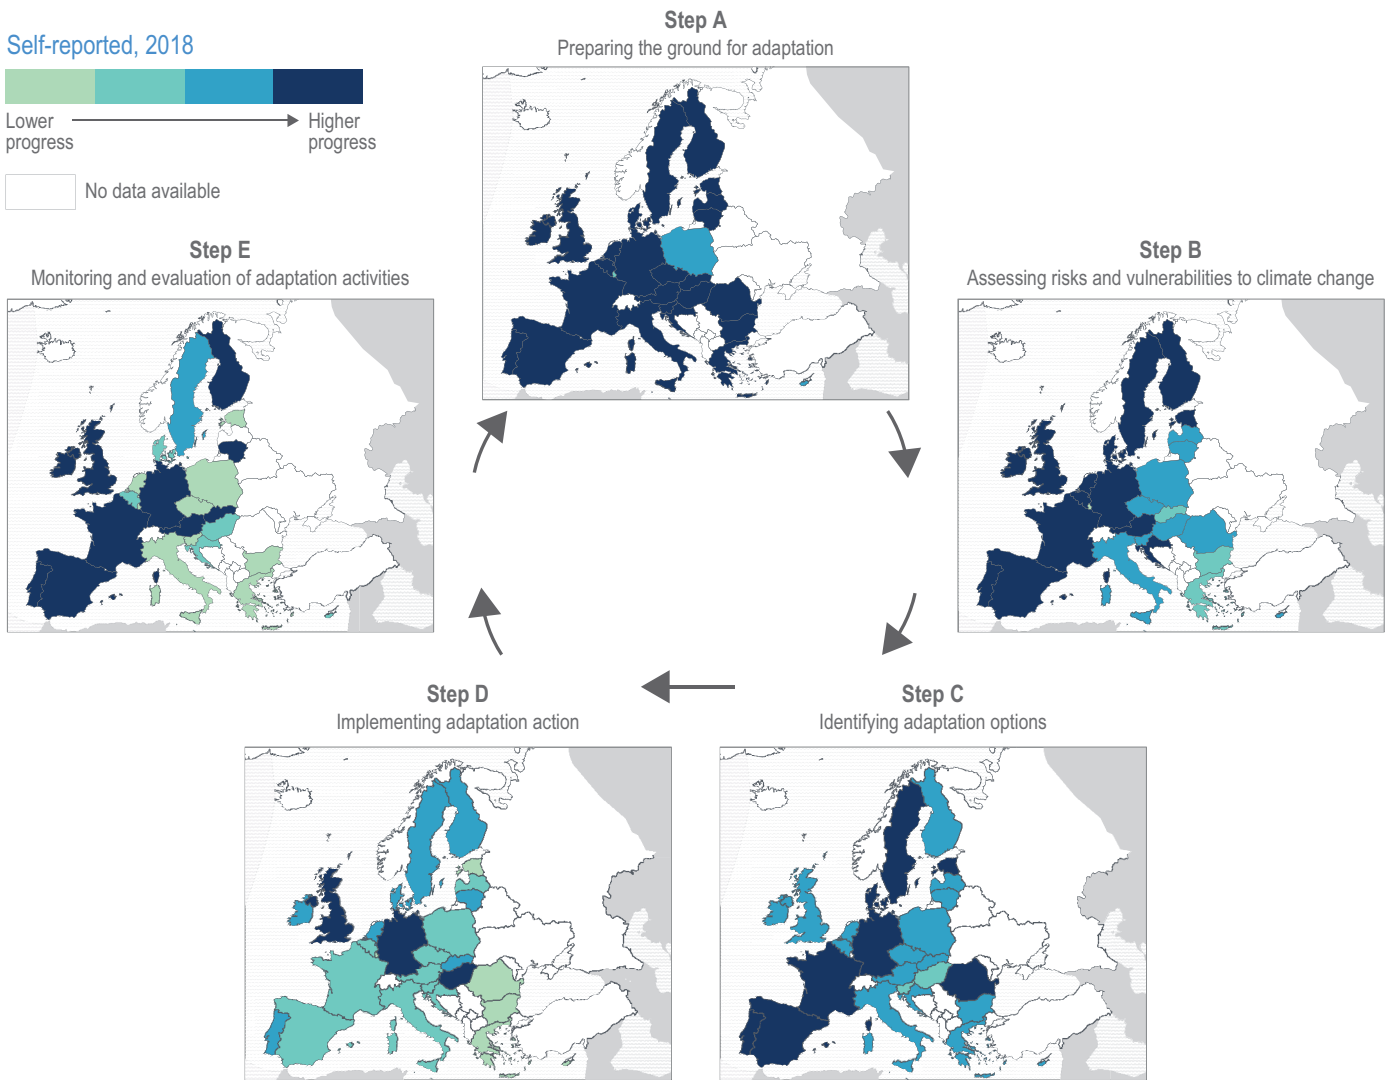 Step A
Preparing the ground for adaptation
Self-reported, 2018
Lower
progress
Higher
progress
No data available
Step E
Monitoring and evaluation of adaptation activities
Step B
Assessing risks and vulnerabilities to climate change
Step D
Implementing adaptation action
Step C
Identifying adaptation options